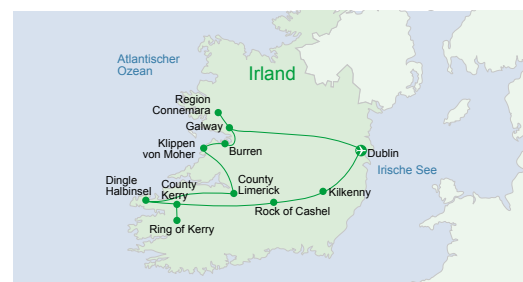 Atlantischer
Ozean
Irland
Region
Connemara
Galway
Klippen
von Moher
Burren
Dublin
Irische See
Dingle
Halbinsel
County
Kerry
County
Limerick
Kilkenny
Rock of Cashel
Ring of Kerry